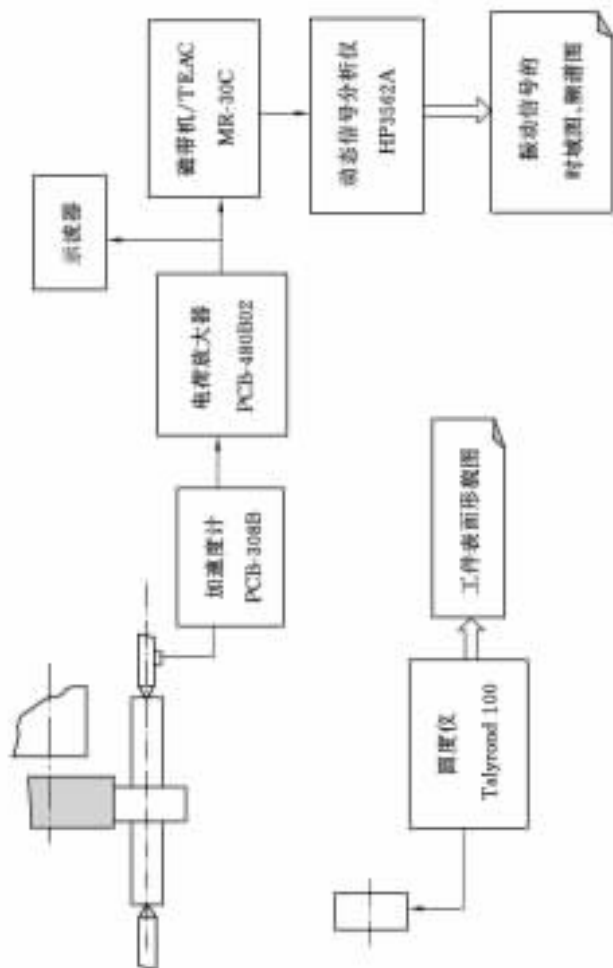 加速度计
PCB-308B
电荷放大器
PCB-480B02
示波器
磁带机/TEAC
MR-30C
动态信号分析仪
HP3562A
振动信号的
时域图、频谱图
圆度仪
Talyrond 100
工件表面形貌图